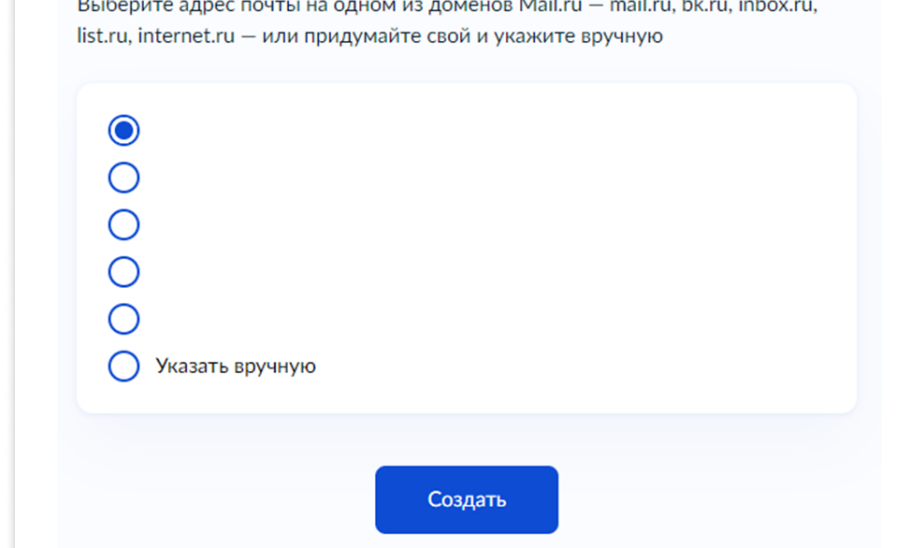 Выберите адрес почты на одном из доменов Mail.ru — mail.ru, bk.ru, inbox.ru,
list.ru, internet.ru — или придумайте свой и укажите вручную
Указать вручную
Создать